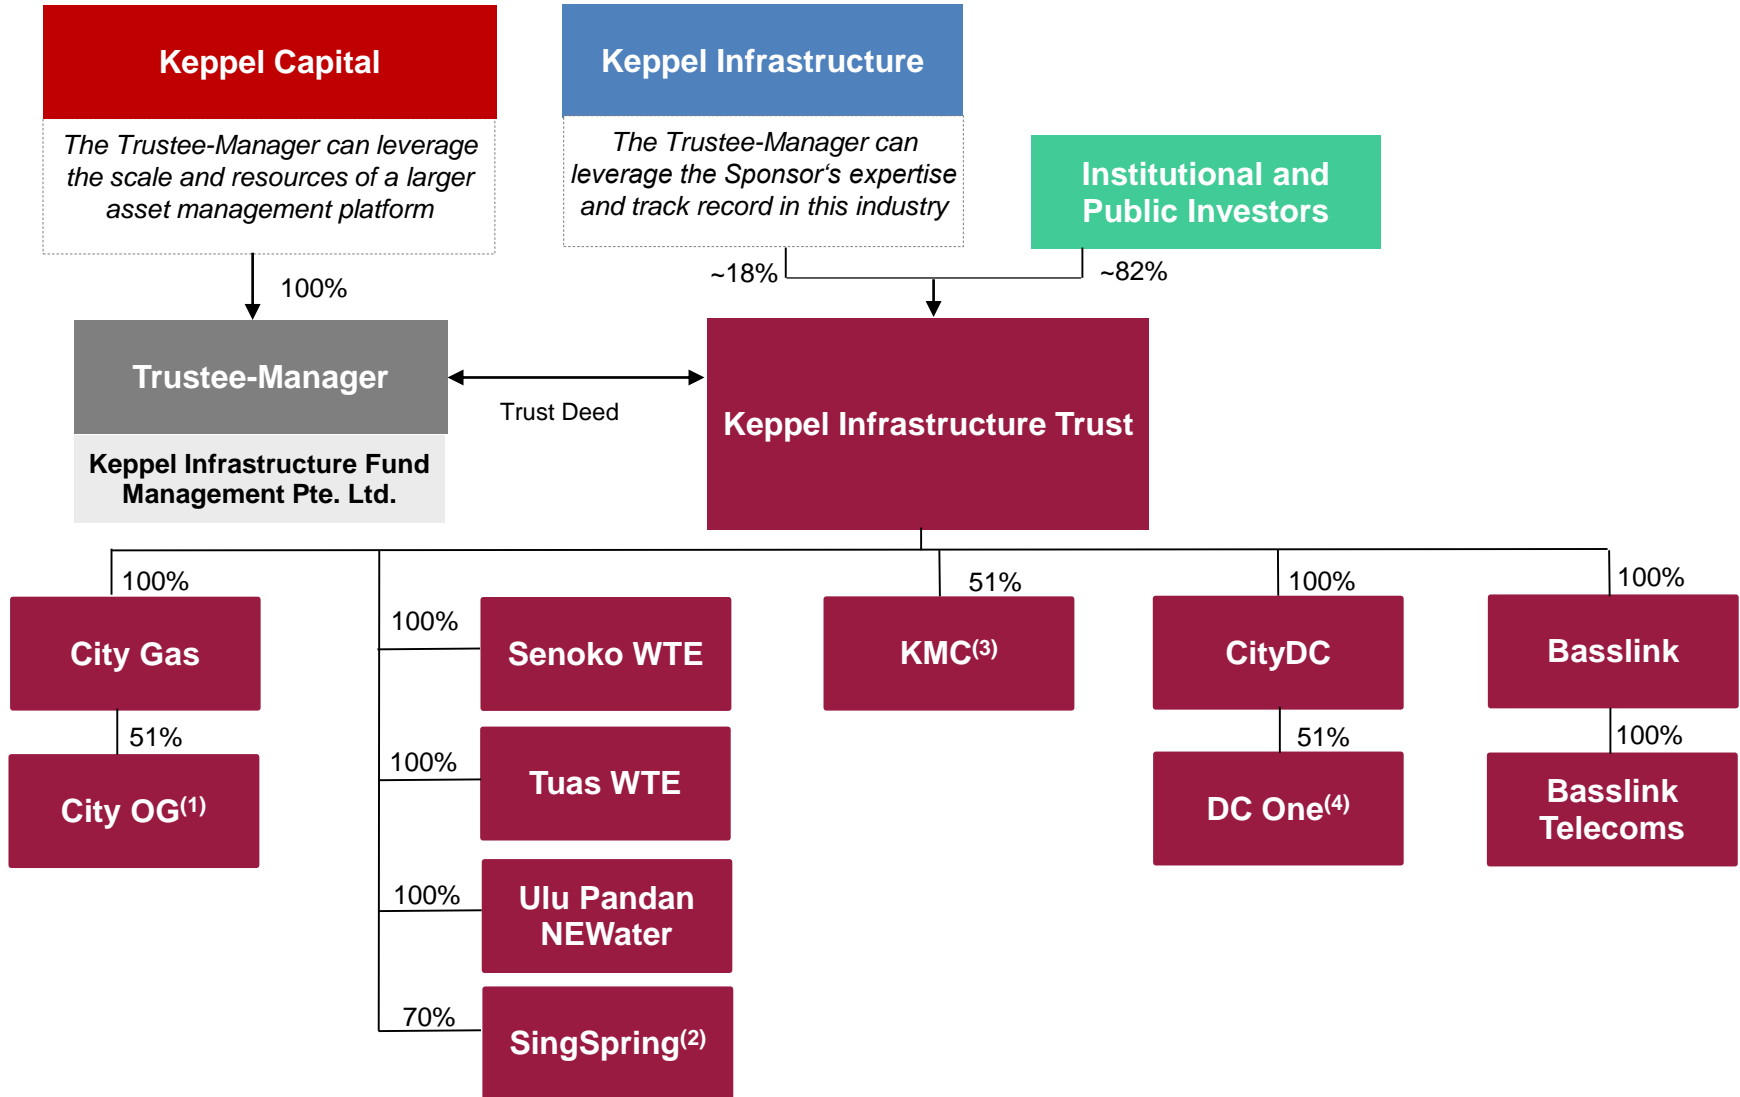 Keppel Capital
The Trustee-Manager can leverage
the scale and resources of a larger
asset management platform
Keppel Infrastructure
The Trustee-Manager can
leverage the Sponsor‘s expertise
and track record in this industry
Institutional and
Public Investors
100%
~18%
~82%
Trustee-Manager
Keppel Infrastructure Fund
Management Pte. Ltd.
Trust Deed
Keppel Infrastructure Trust
100%
City Gas
51%
City OG(1)
100%
Senoko WTE
100%
Tuas WTE
100%
Ulu Pandan
NEWater
70%
SingSpring(2)
51%
KMC(3)
100%
CityDC
51%
DC One(4)
100%
Basslink
100%
Basslink
Telecoms